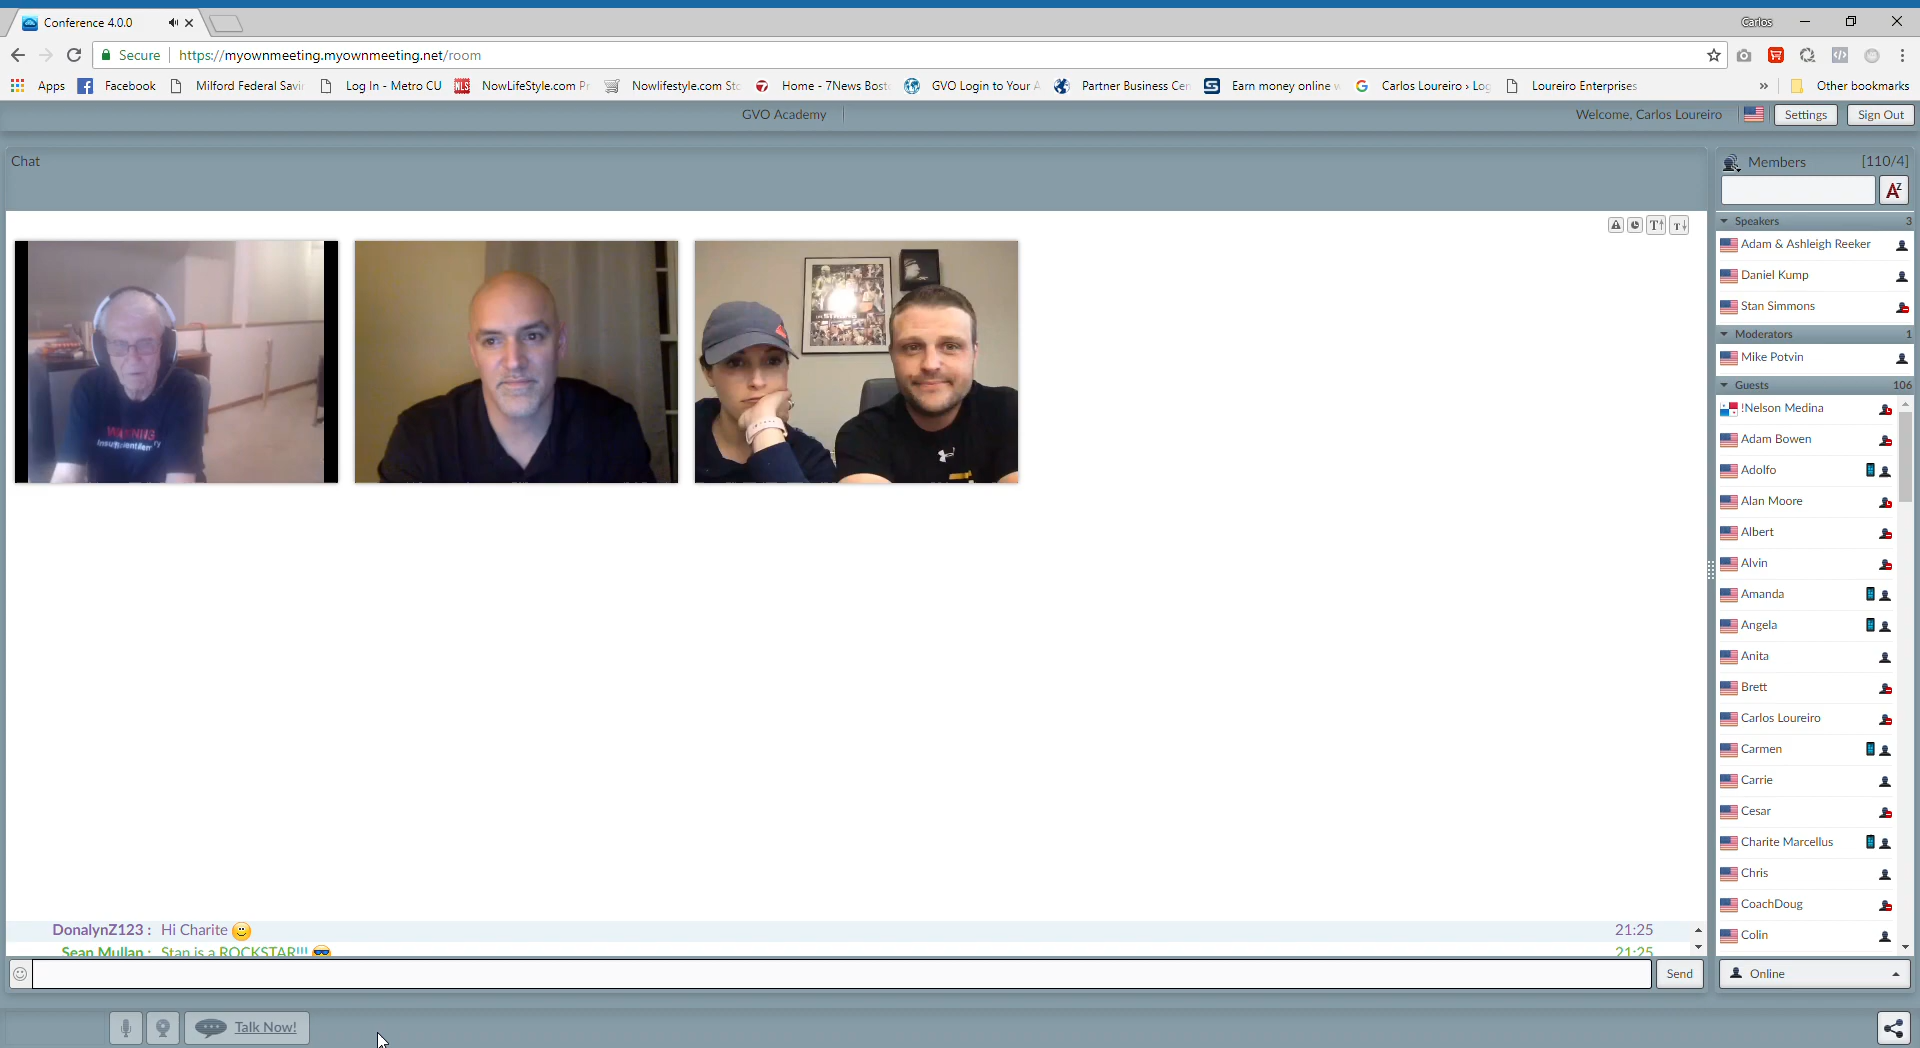 Conference 4.0.0
Carlos
Secure
https://myownmeeting.myownmeeting.net/room
Apps
Facebook
Milford Federal Savi
Log In - Metro CU
NLS
NowLifeStyle.com P
Nowlifestyle.com Sto
Home - 7News Bost
GVO Login to Your A
Partner Business Ce
Earn money online
Carlos Loureiro › Log
Loureiro Enterprises
»
Other bookmarks
GVO Academy
Welcome, Carlos Loureiro
Settings
Sign Out
Chat
Members [110/4]
Speakers 3
Adam & Ashleigh Reeker
Daniel Kump
Stan Simmons
Moderators 1
Mike Potvin
Guests 106
!Nelson Medina
Adam Bowen
Adolfo
Alan Moore
Albert
Alvin
Amanda
Angela
Anita
Brett
Carlos Loureiro
Carmen
Carrie
Cesar
Charite Marcellus
Chris
CoachDoug
Colin
WARNING
DonalynZ123 : Hi Charite 21:25
Sean Mullan : Stan is a ROCKSTAR!!! 21:25
Send
Online
Talk Now!